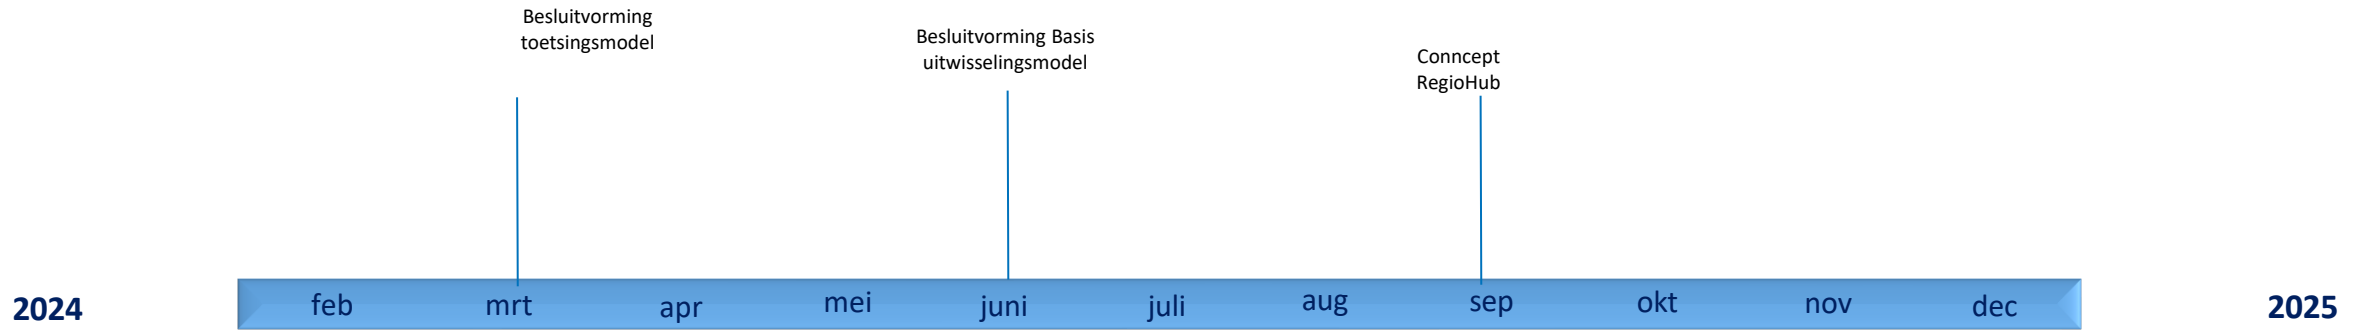 Besluitvorming
toetsingsmodel
Besluitvorming Basis
uitwisselingsmodel
Conncept
RegioHub
2024
feb
mrt
apr
mei
juni
juli
aug
sep
okt
nov
dec
2025